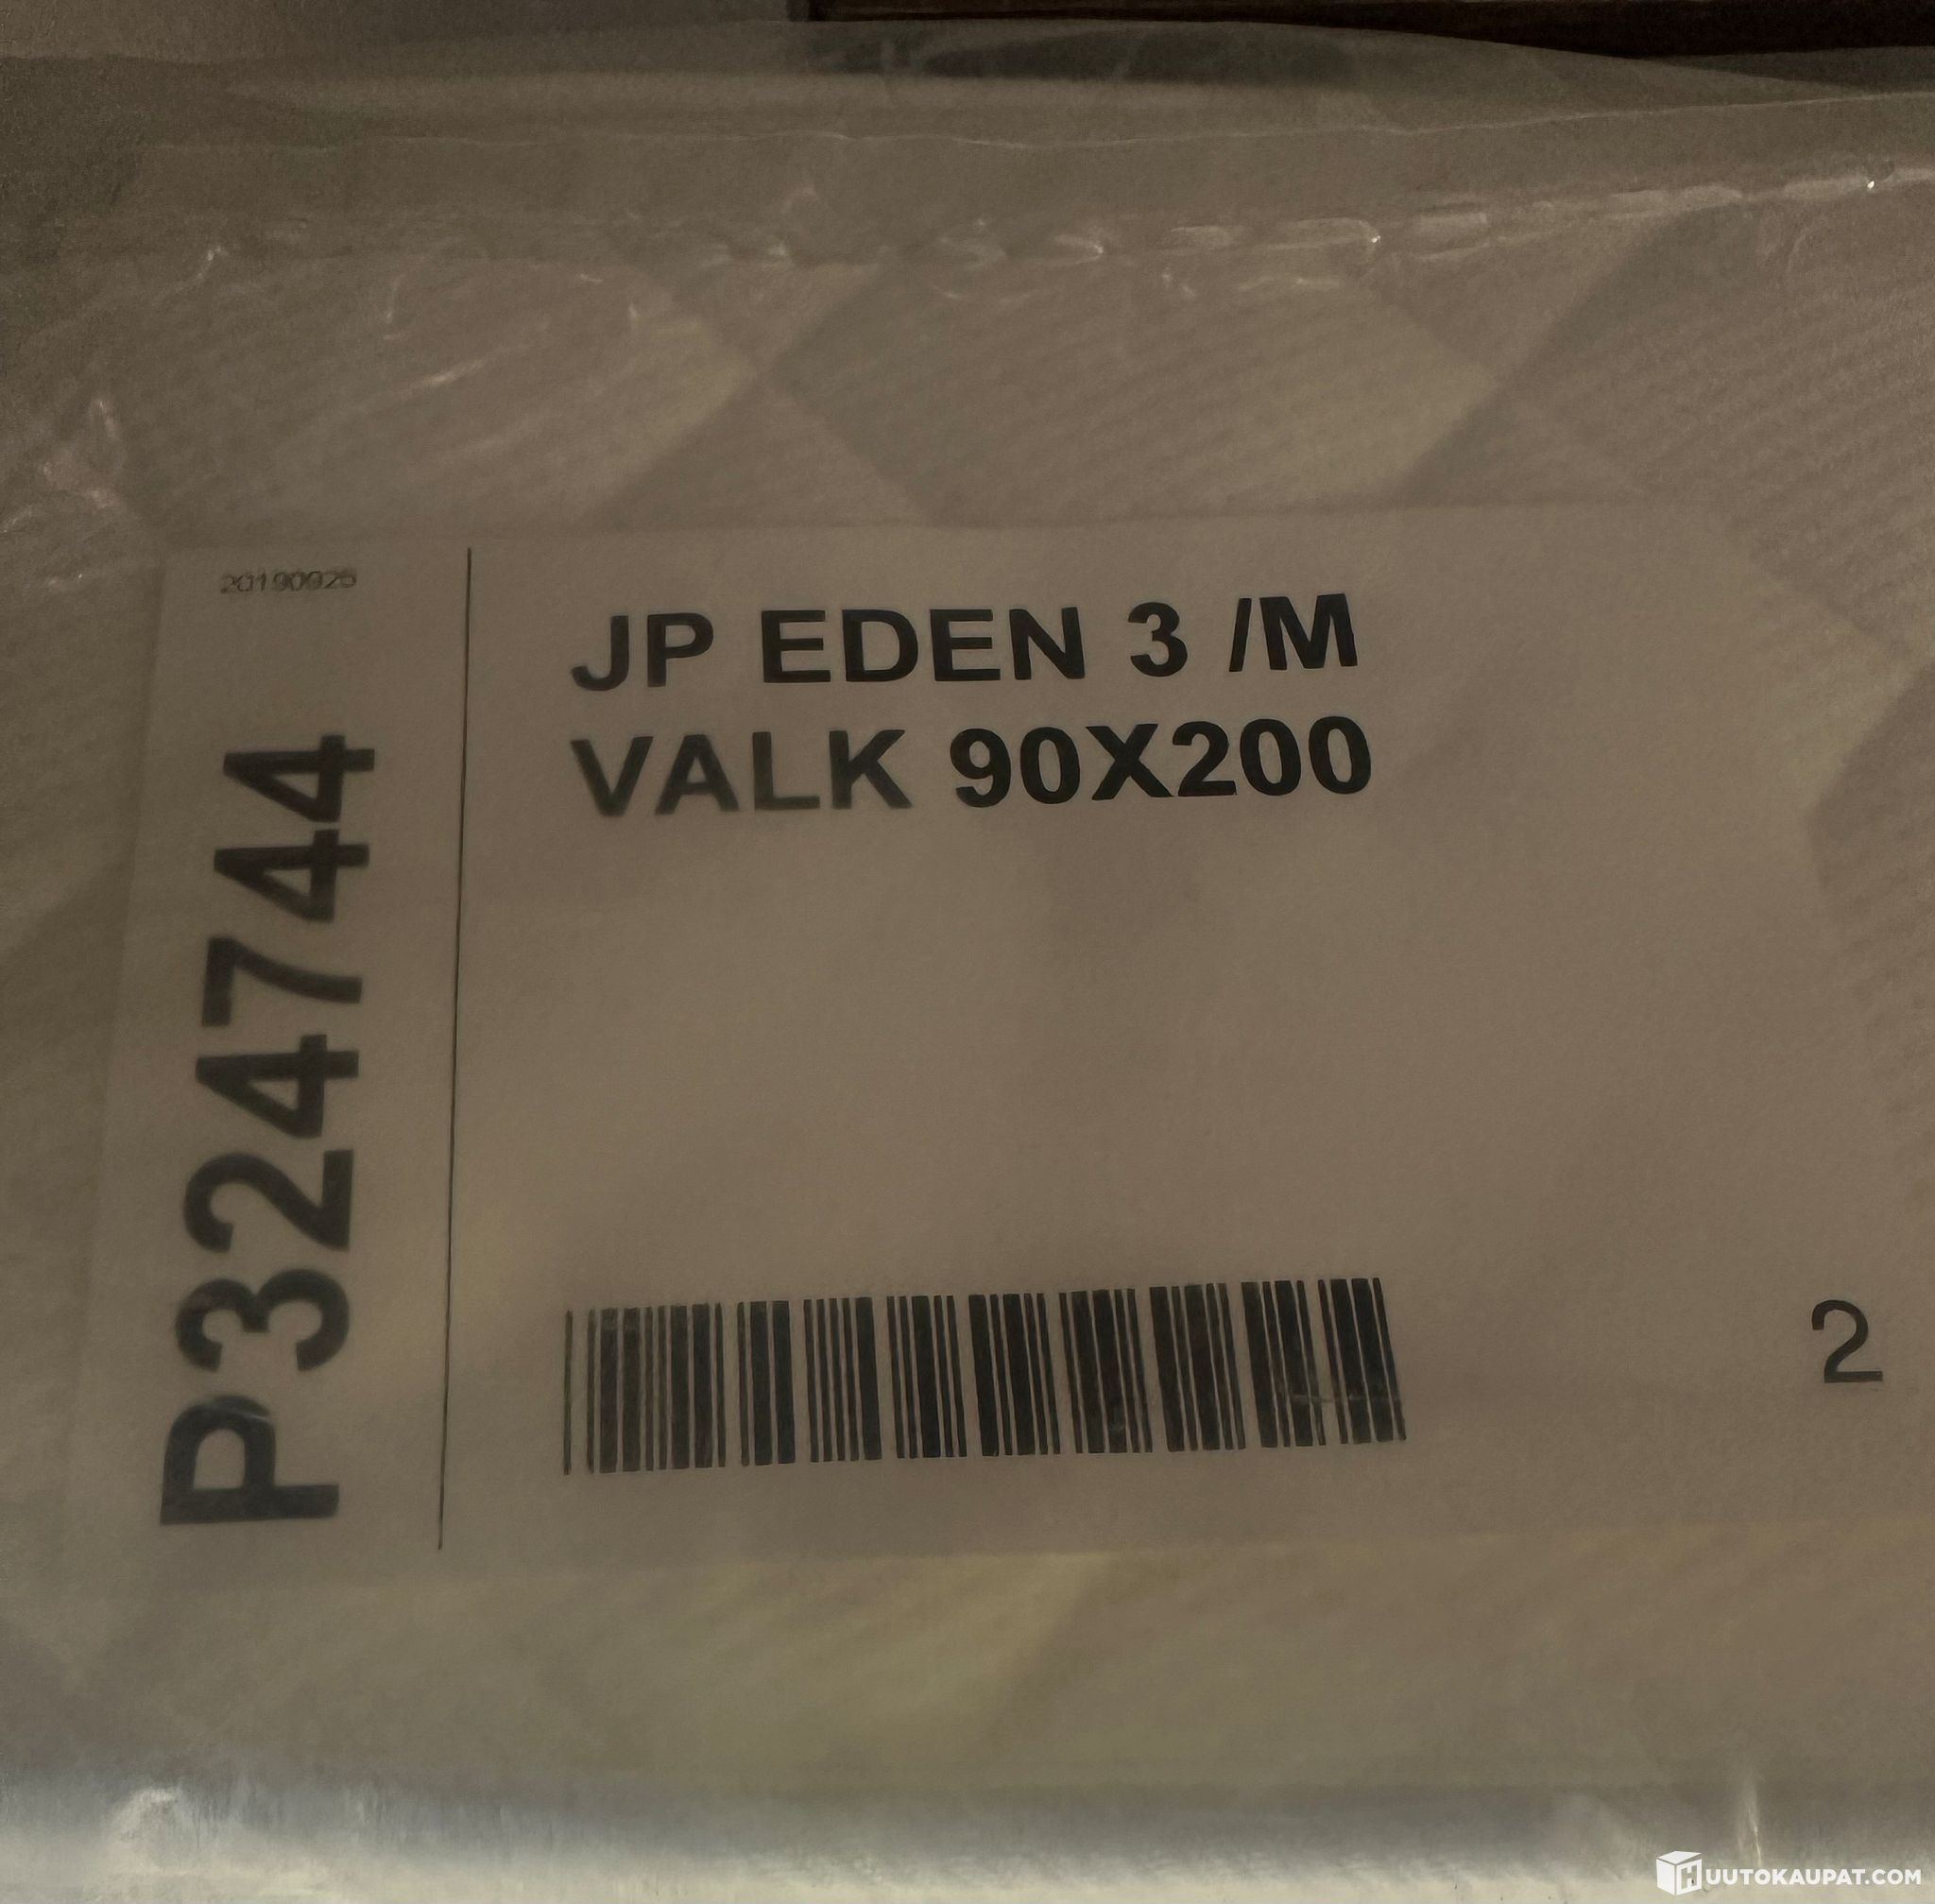 20190925
JP EDEN 3 /M
VALK 90X200
P324744
2
HUUTOKAUPAT.COM